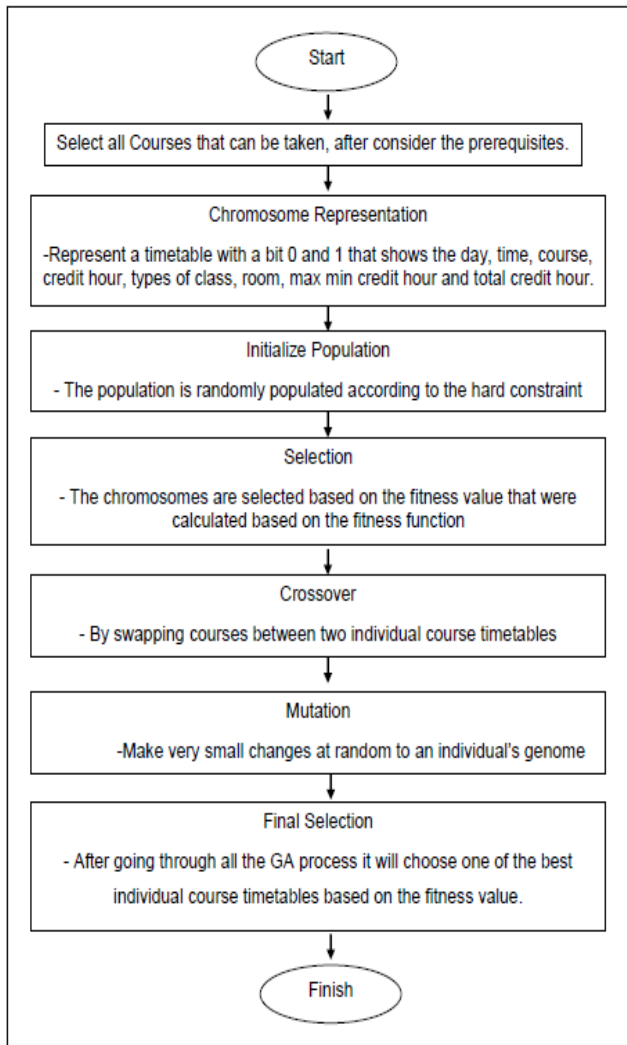 Start
Select all Courses that can be taken, after consider the prerequisites.
Chromosome Representation
-Represent a timetable with a bit 0 and 1 that shows the day, time, course,
credit hour, types of class, room, max min credit hour and total credit hour.
Initialize Population
- The population is randomly populated according to the hard constraint
Selection
- The chromosomes are selected based on the fitness value that were
calculated based on the fitness function
Crossover
- By swapping courses between two individual course timetables
Mutation
-Make very small changes at random to an individual's genome
Final Selection
- After going through all the GA process it will choose one of the best
individual course timetables based on the fitness value.
Finish